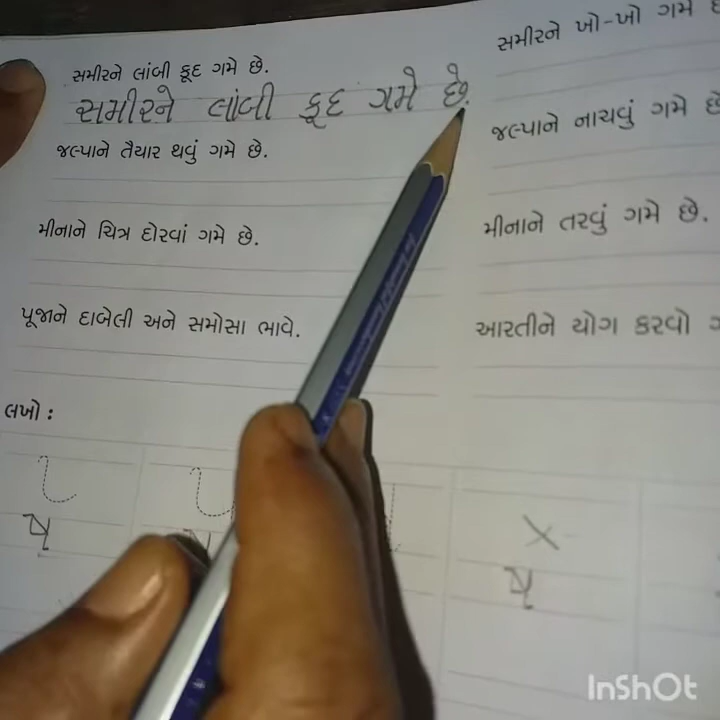 સમીરને લાંબી કૂદ ગમે છે.
સમીરને લાંબી કૂદ ગમે છે.
જલ્પાને તૈયાર થવું ગમે છે.
મીનાને ચિત્ર દોરવાં ગમે છે.
પૂજાને દાબેલી અને સમોસા ભાવે.
સમીરને ખો-ખો ગમે છે
જલ્પાને નાચવું ગમે છે
મીનાને તરવું ગમે છે.
આરતીને યોગ કરવો
લખો :
InShOt